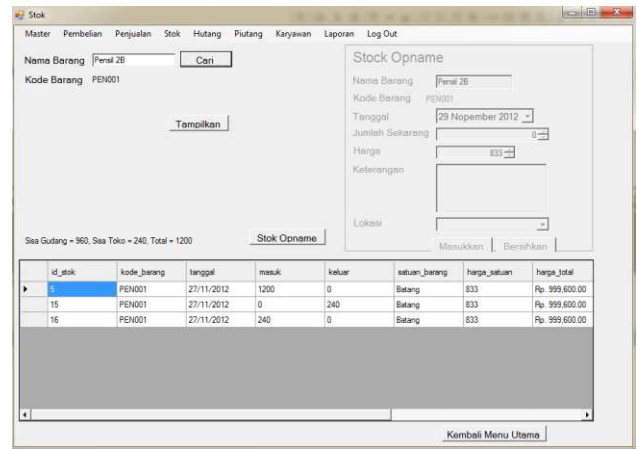 Stok
Master Pembelian Penjualan Stok Hutang Piutang Karyawan Laporan Log Out
Nama Barang Pensil 2B Cari
Kode Barang PEN001
Tampilkan
Sisa Gudang = 960, Sisa Toko = 240, Total = 1200
Stok Opname
Stock Opname
Nama Barang Pensil 2B
Kode Barang PEN001
Tanggal 29 Nopember 2012
Jumlah Sekarang 0
Harga 833
Keterangan
Lokasi
Masukkan Bersihkan
id_stok kode_barang tanggal masuk keluar satuan_barang harga_satuan harga_total
5 PEN001 27/11/2012 1200 0 Batang 833 Rp. 999,600.00
15 PEN001 27/11/2012 0 240 Batang 833 Rp. 999,600.00
16 PEN001 27/11/2012 240 0 Batang 833 Rp. 999,600.00
Kembali Menu Utama